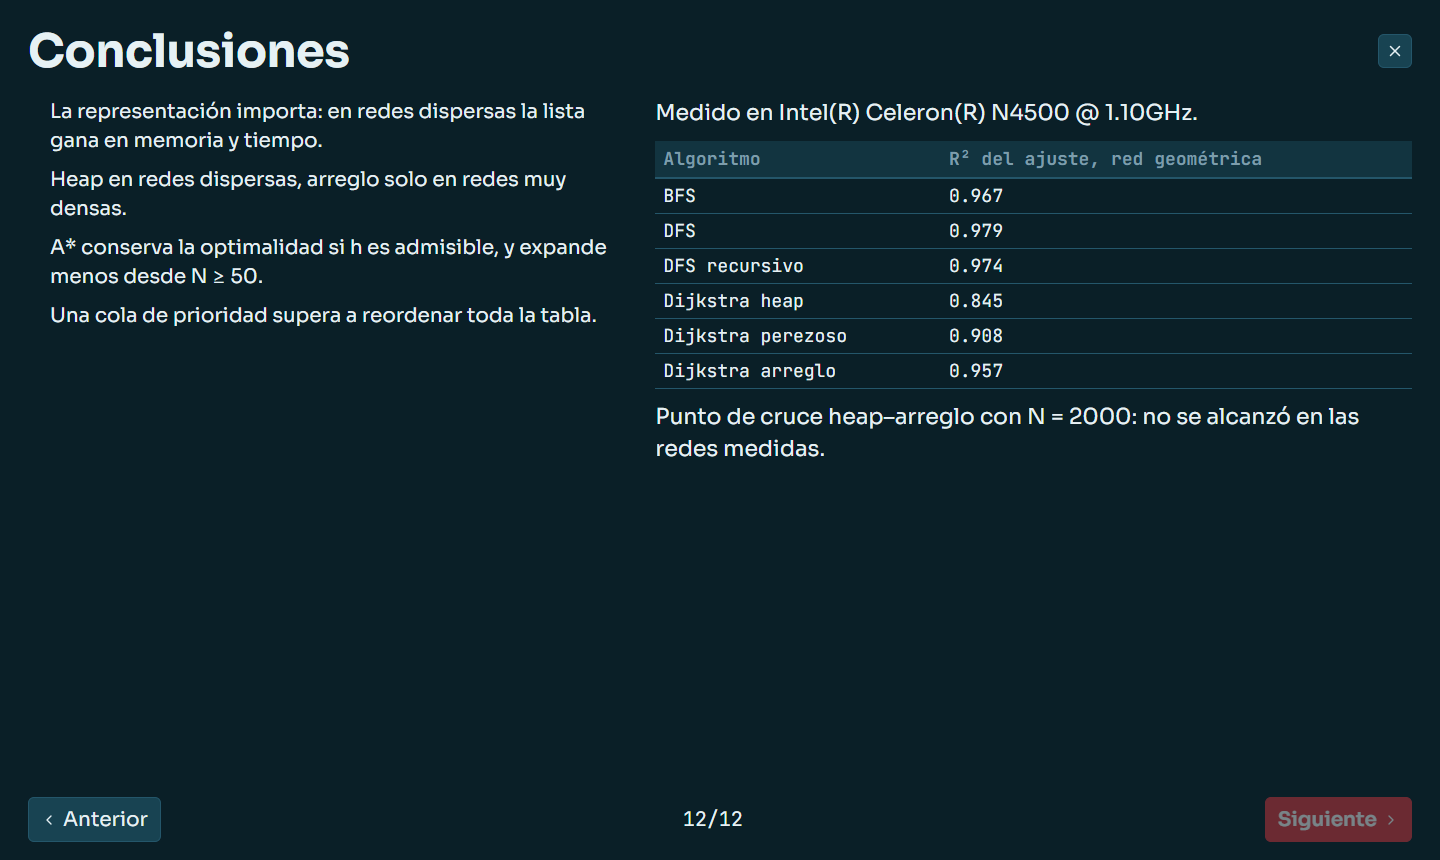 Conclusiones
La representación importa: en redes dispersas la lista
gana en memoria y tiempo.
Heap en redes dispersas, arreglo solo en redes muy
densas.
A* conserva la optimalidad si h es admisible, y expande
menos desde N ≥ 50.
Una cola de prioridad supera a reordenar toda la tabla.
Medido en Intel(R) Celeron(R) N4500 @ 1.10GHz.
Algoritmo R² del ajuste, red geométrica
BFS 0.967
DFS 0.979
DFS recursivo 0.974
Dijkstra heap 0.845
Dijkstra perezoso 0.908
Dijkstra arreglo 0.957
Punto de cruce heap–arreglo con N = 2000: no se alcanzó en las
redes medidas.
‹ Anterior
12/12
Siguiente ›